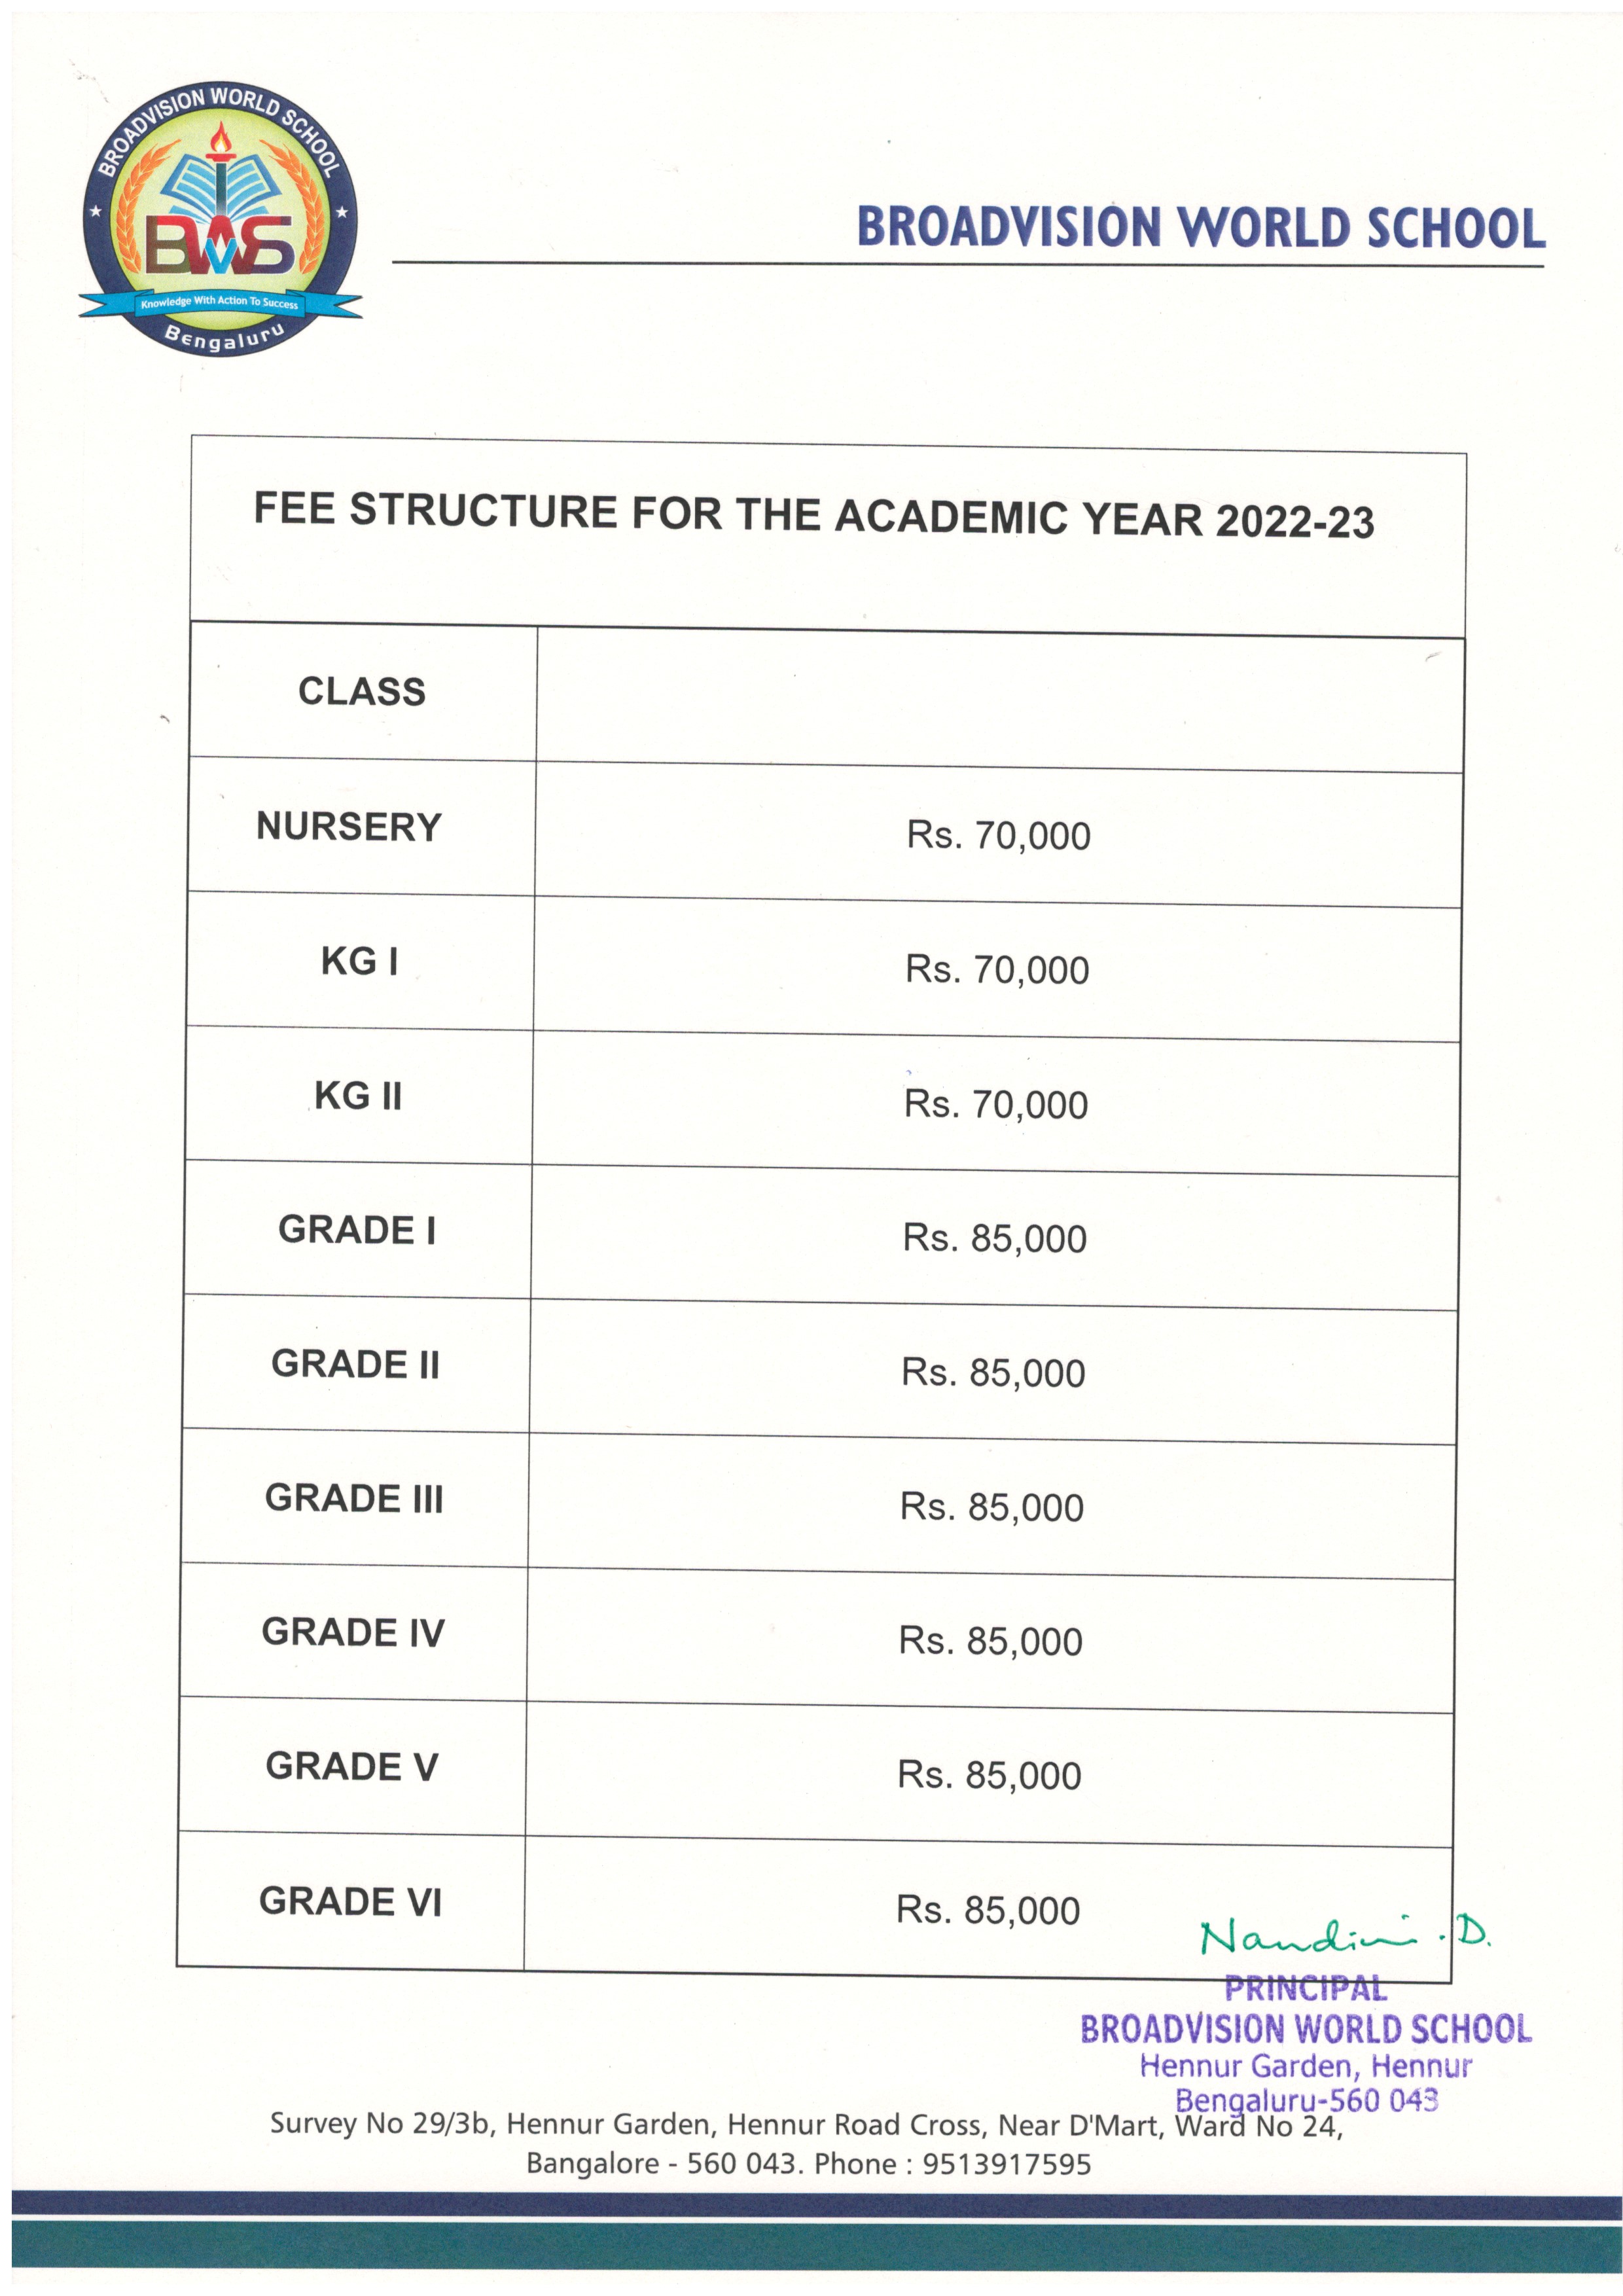 BROADVISION WORLD SCHOOL
BWS
Knowledge With Action To Success
Bengaluru
BROADVISION WORLD SCHOOL
FEE STRUCTURE FOR THE ACADEMIC YEAR 2022-23
CLASS
NURSERY Rs. 70,000
KG I Rs. 70,000
KG II Rs. 70,000
GRADE I Rs. 85,000
GRADE II Rs. 85,000
GRADE III Rs. 85,000
GRADE IV Rs. 85,000
GRADE V Rs. 85,000
GRADE VI Rs. 85,000
Nandini .D.
PRINCIPAL
BROADVISION WORLD SCHOOL
Hennur Garden, Hennur
Bengaluru-560 043
Survey No 29/3b, Hennur Garden, Hennur Road Cross, Near D'Mart, Ward No 24,
Bangalore - 560 043. Phone : 9513917595